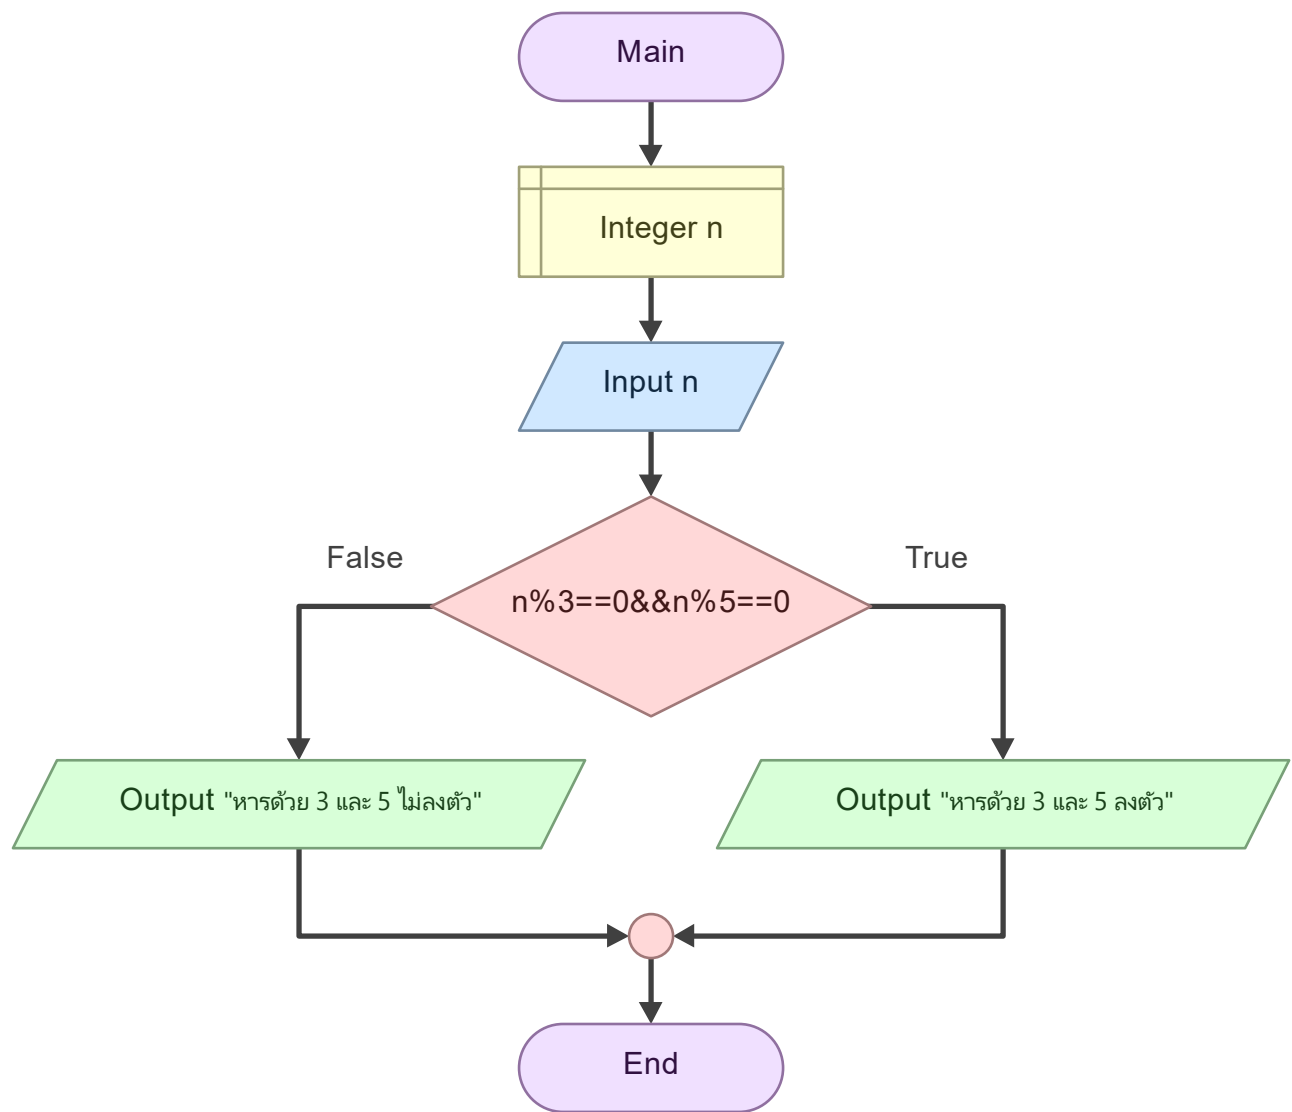 Main
Integer n
Input n
False
True
n%3==0&&n%5==0
Output "หารด้วย 3 และ 5 ไม่ลงตัว"
Output "หารด้วย 3 และ 5 ลงตัว"
End